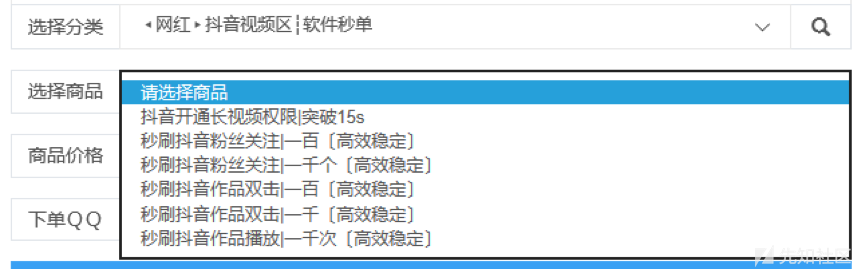 选择分类 ◂网红▸抖音视频区┆软件秒单
选择商品 请选择商品
抖音开通长视频权限|突破15s
秒刷抖音粉丝关注|一百〔高效稳定〕
商品价格 秒刷抖音粉丝关注|一千个〔高效稳定〕
秒刷抖音作品双击|一百〔高效稳定〕
下单QQ 秒刷抖音作品双击|一千〔高效稳定〕
秒刷抖音作品播放|一千次〔高效稳定〕
先知社区